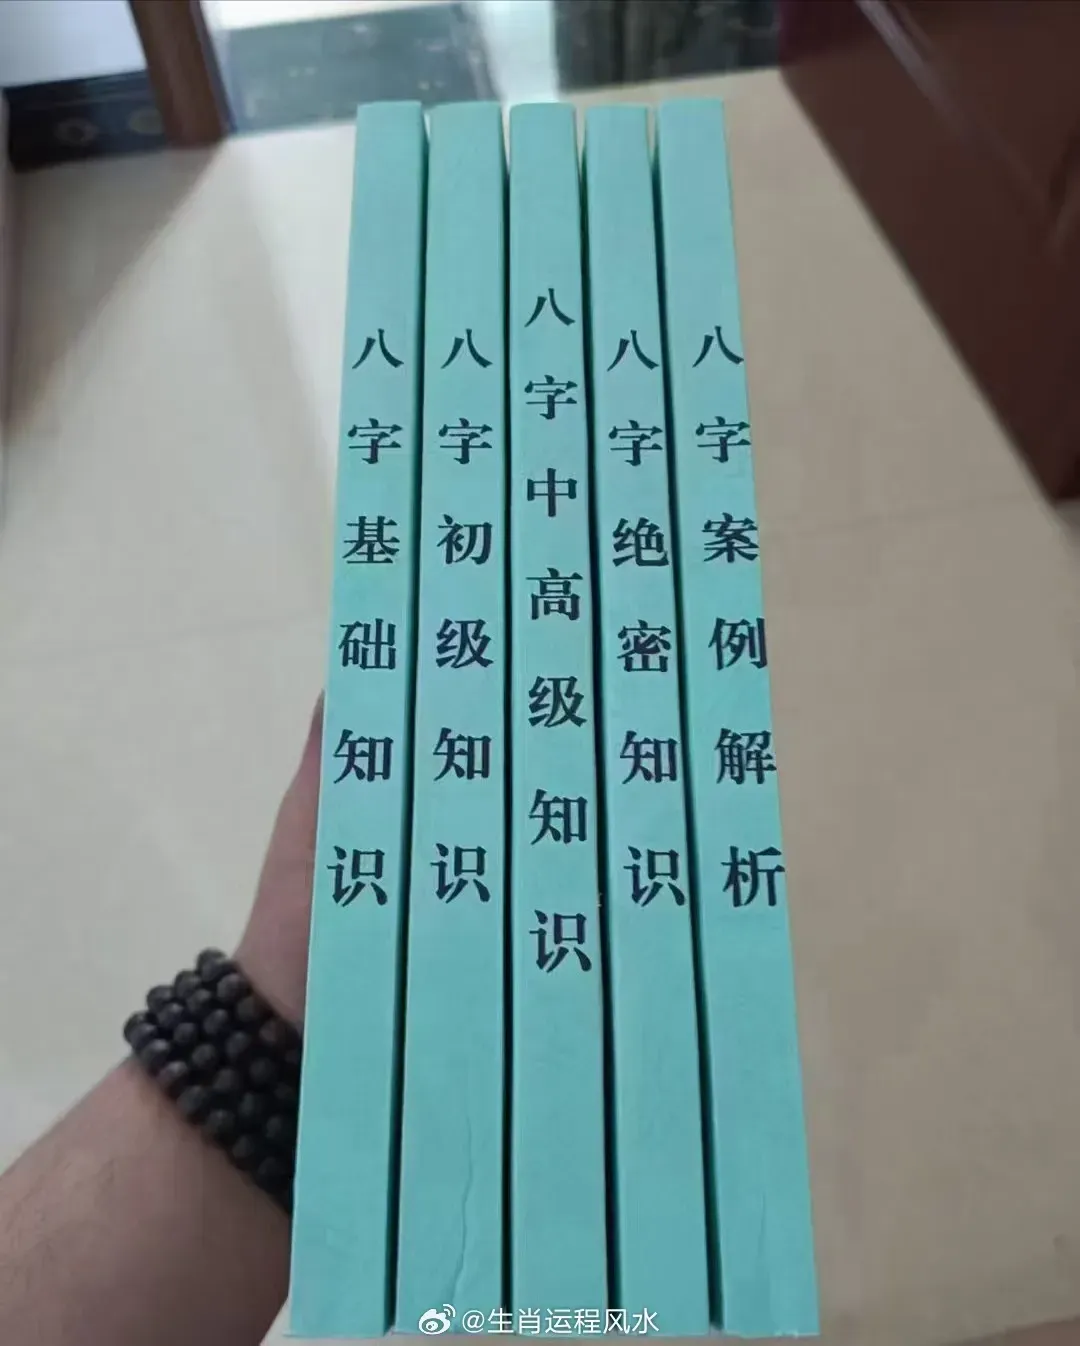 八字基础知识
八字初级知识
八字中高级知识
八字绝密知识
八字案例解析
@生肖运程风水